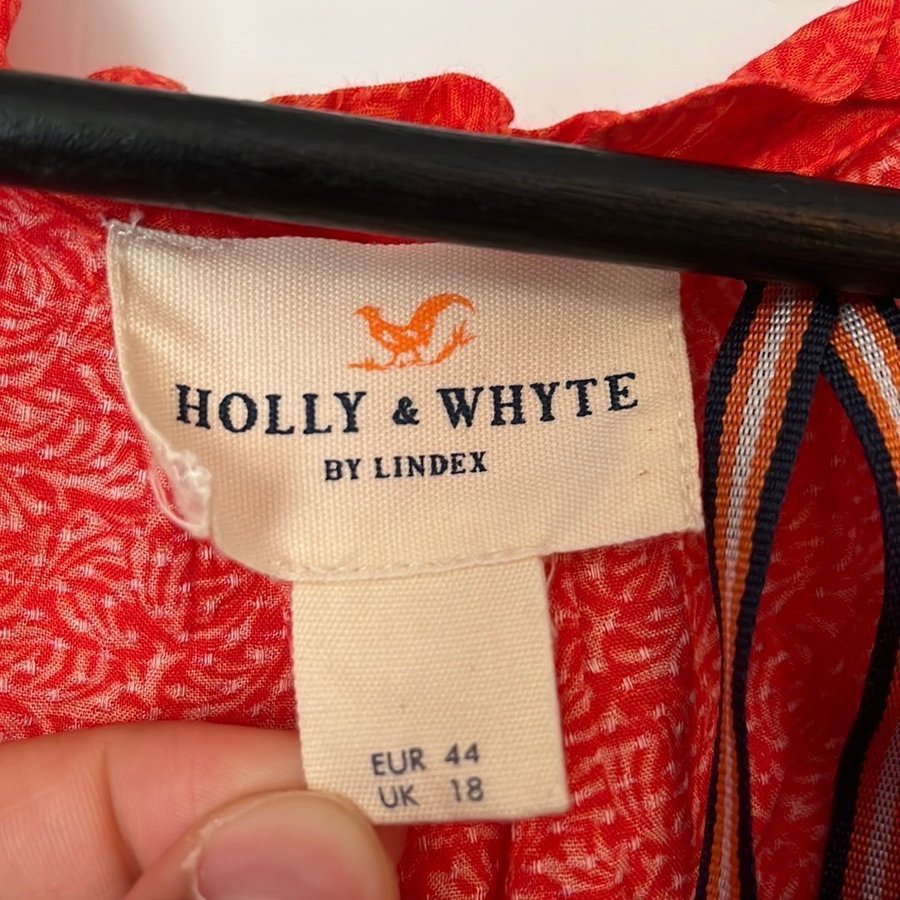 HOLLY & WHYTE
BY LINDEX
EUR 44
UK 18